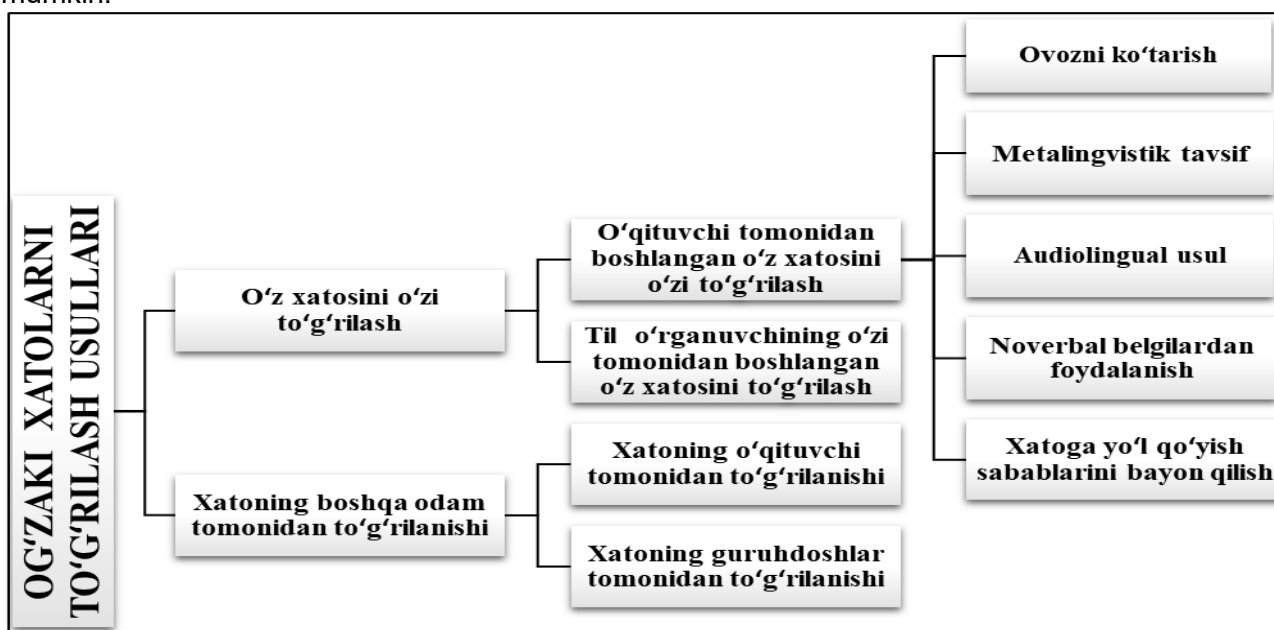 OG‘ZAKI XATOLARNI
TO‘G‘RILASH USULLARI
O‘z xatosini o‘zi
to‘g‘rilash
Xatoning boshqa odam
tomonidan to‘g‘rilanishi
O‘qituvchi tomonidan
boshlangan o‘z xatosini
o‘zi to‘g‘rilash
Til o‘rganuvchining o‘zi
tomonidan boshlangan
o‘z xatosini to‘g‘rilash
Xatoning o‘qituvchi
tomonidan to‘g‘rilanishi
Xatoning guruhdoshlar
tomonidan to‘g‘rilanishi
Ovozni ko‘tarish
Metalingvistik tavsif
Audiolingual usul
Noverbal belgilardan
foydalanish
Xatoga yo‘l qo‘yish
sabablarini bayon qilish